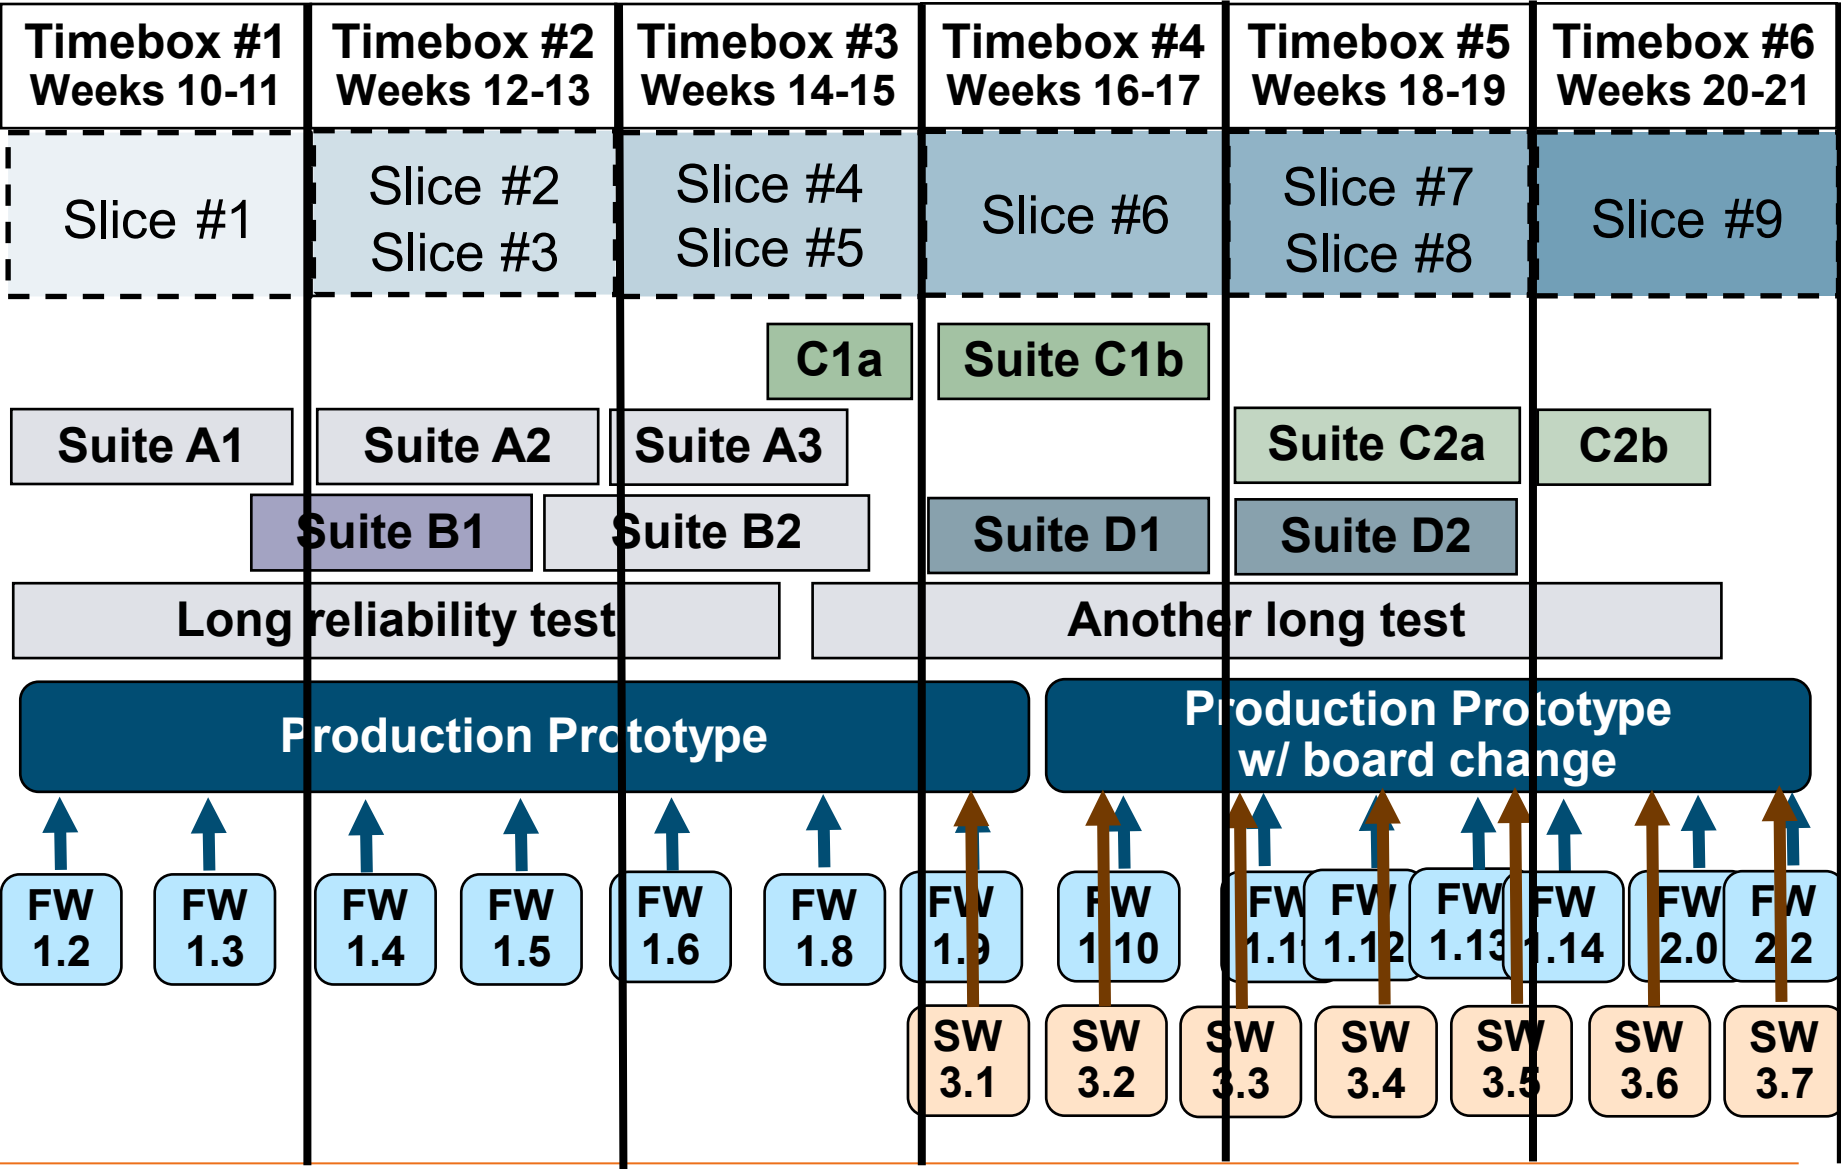 Timebox #1
Weeks 10-11
Timebox #2
Weeks 12-13
Timebox #3
Weeks 14-15
Timebox #4
Weeks 16-17
Timebox #5
Weeks 18-19
Timebox #6
Weeks 20-21
Slice #1
Slice #2
Slice #3
Slice #4
Slice #5
Slice #6
Slice #7
Slice #8
Slice #9
C1a
Suite C1b
Suite A1
Suite A2
Suite A3
Suite C2a
C2b
Suite B1
Suite B2
Suite D1
Suite D2
Long reliability test
Another long test
Production Prototype
Production Prototype
w/ board change
FW
1.2
FW
1.3
FW
1.4
FW
1.5
FW
1.6
FW
1.8
FW
1.9
FW
1.10
FW
1.11
FW
1.12
FW
1.13
FW
1.14
FW
2.0
FW
2.2
SW
3.1
SW
3.2
SW
3.3
SW
3.4
SW
3.5
SW
3.6
SW
3.7